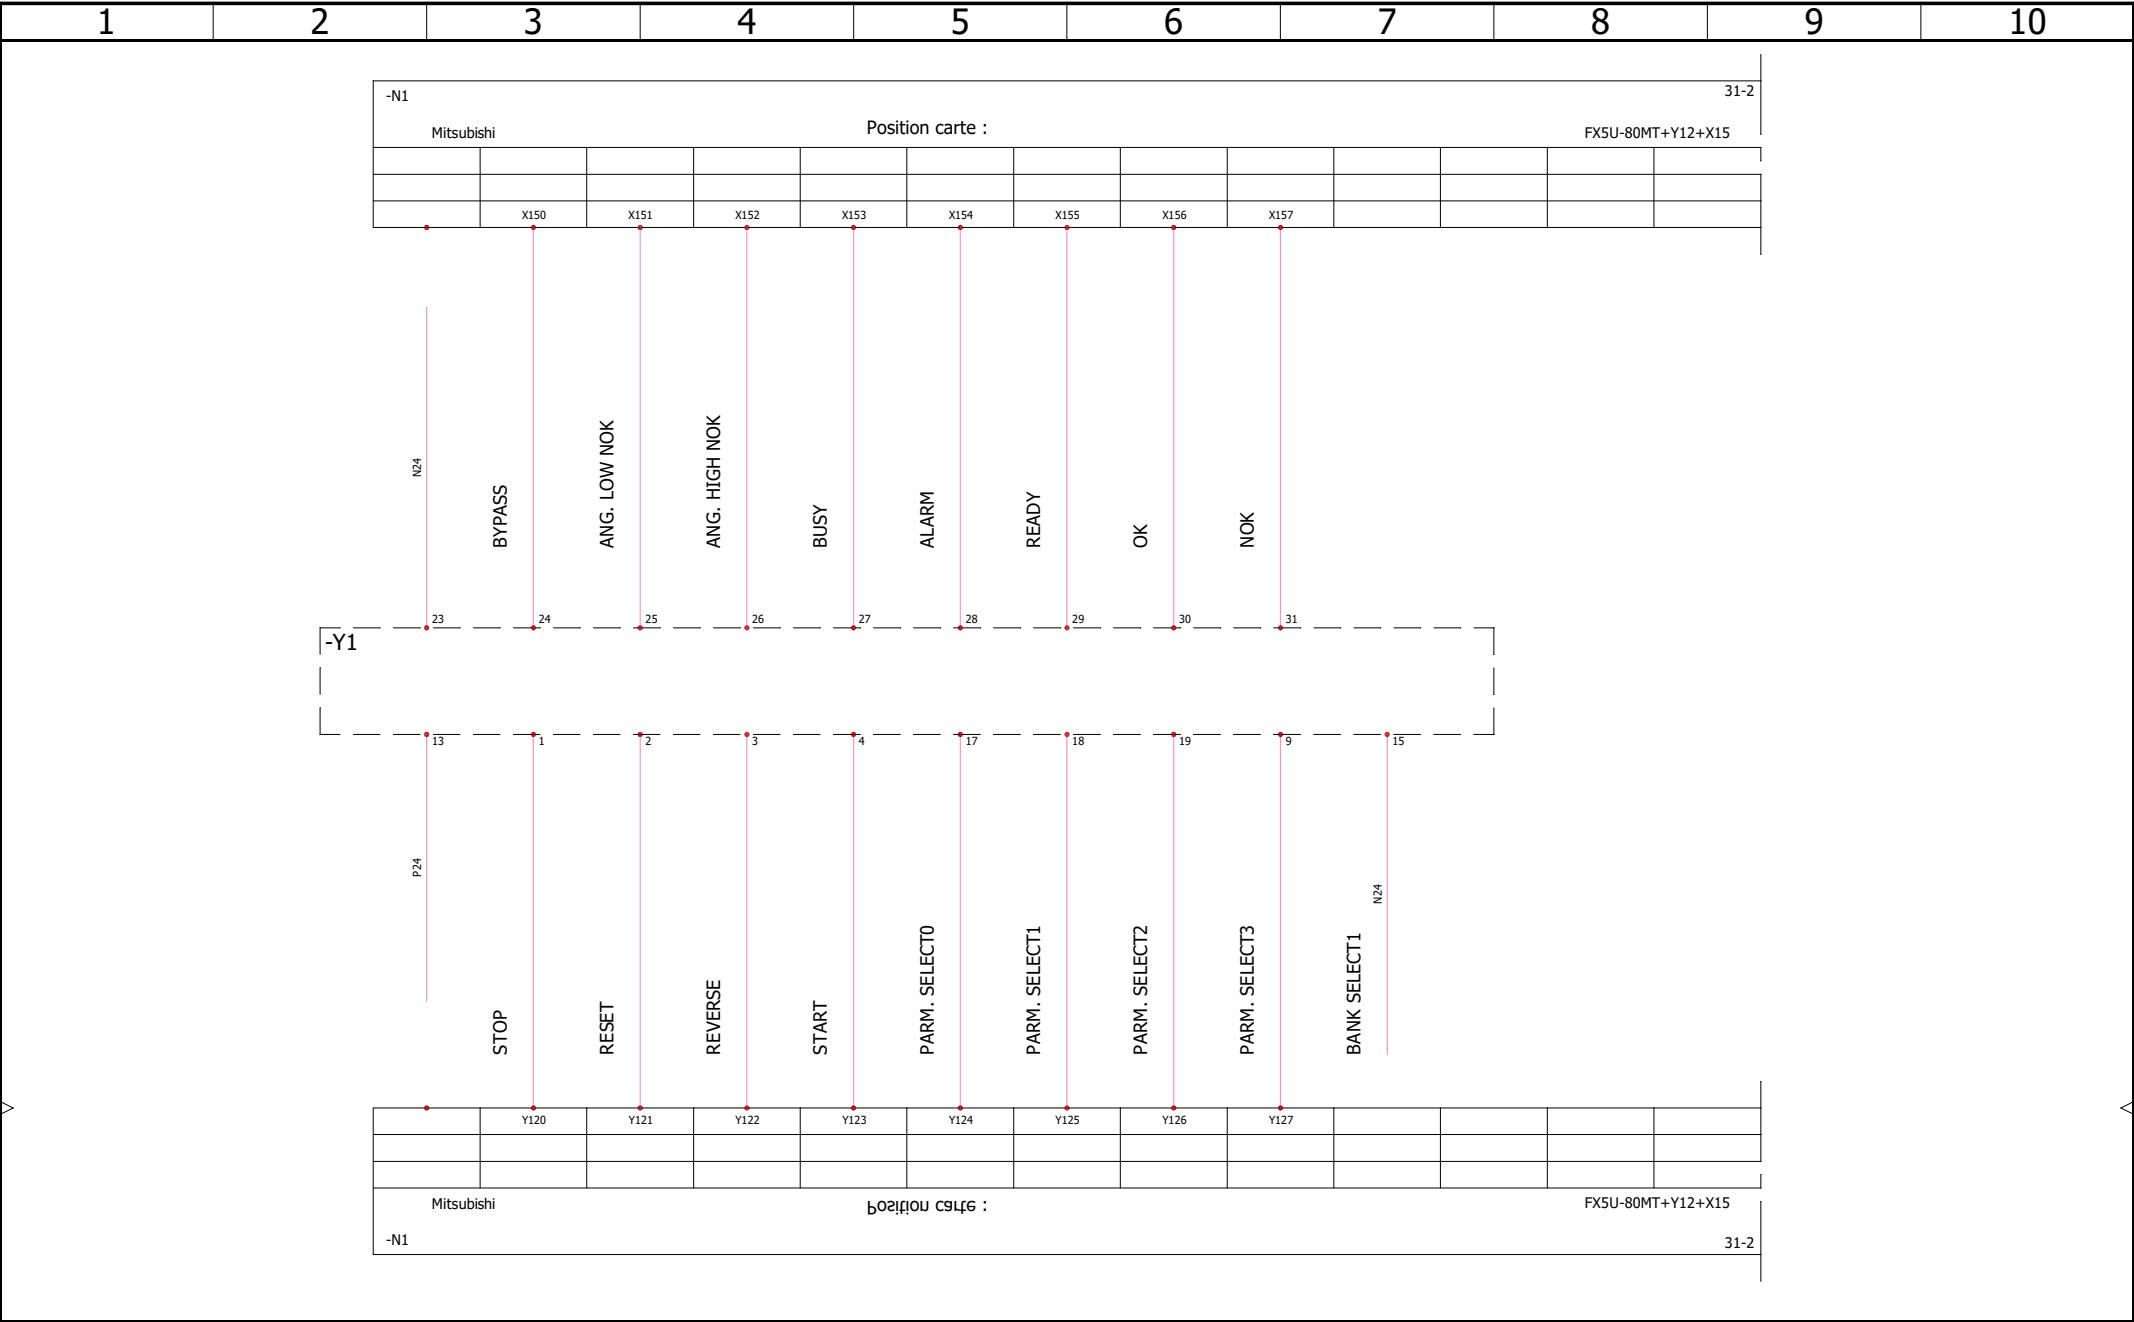 1 2 3 4 5 6 7 8 9 10
-N1 31-2
Mitsubishi Position carte : FX5U-80MT+Y12+X15
X150 X151 X152 X153 X154 X155 X156 X157
N24
BYPASS
ANG. LOW NOK
ANG. HIGH NOK
BUSY
ALARM
READY
OK
NOK
23 24 25 26 27 28 29 30 31
-Y1
13 1 2 3 4 17 18 19 9 15
P24
STOP
RESET
REVERSE
START
PARM. SELECT0
PARM. SELECT1
PARM. SELECT2
PARM. SELECT3
BANK SELECT1
N24
Y120 Y121 Y122 Y123 Y124 Y125 Y126 Y127
Mitsubishi Position carte : FX5U-80MT+Y12+X15
-N1 31-2